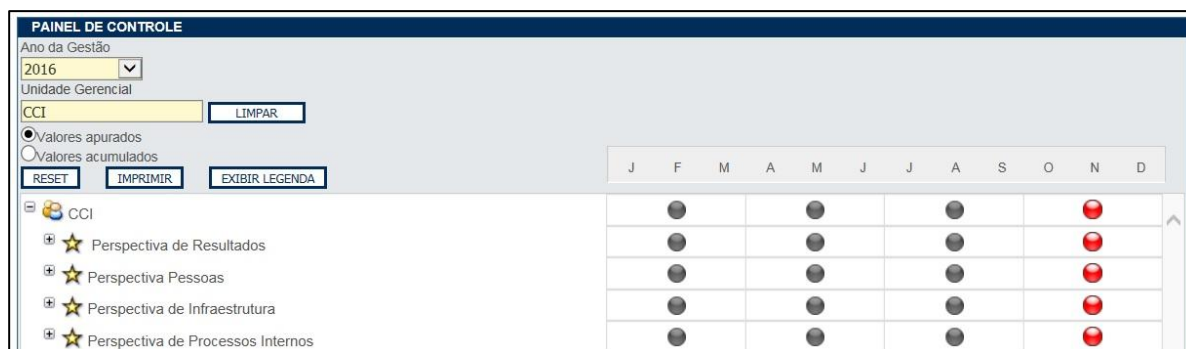 PAINEL DE CONTROLE
Ano da Gestão
2016
Unidade Gerencial
CCI LIMPAR
Valores apurados
Valores acumulados
RESET IMPRIMIR EXIBIR LEGENDA
J F M A M J J A S O N D
CCI
Perspectiva de Resultados
Perspectiva Pessoas
Perspectiva de Infraestrutura
Perspectiva de Processos Internos